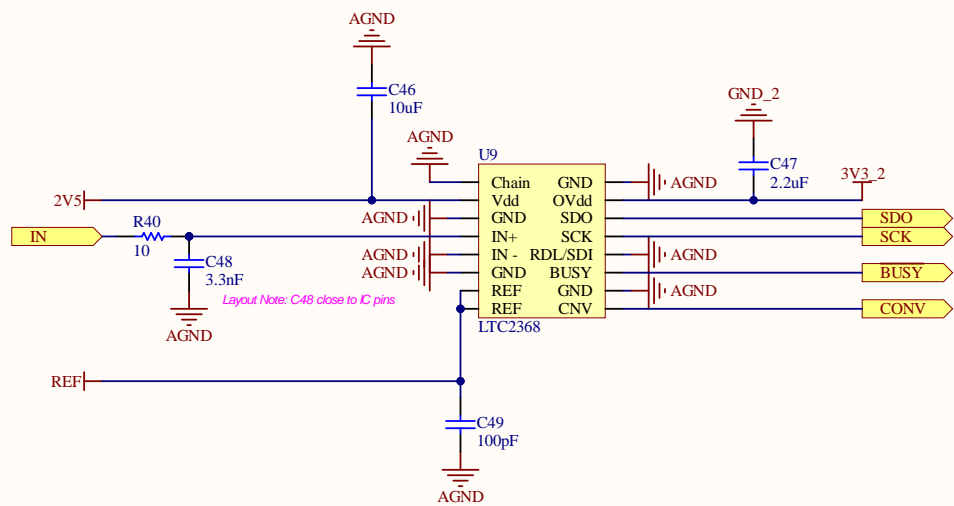 AGND
C46
10uF
GND_2
C47
2.2uF
3V3_2
AGND
U9
Chain
GND
AGND
2V5
Vdd
OVdd
AGND
GND
SDO
SDO
IN
R40
10
IN+
SCK
SCK
AGND
IN -
RDL/SDI
AGND
C48
3.3nF
AGND
GND
BUSY
BUSY
Layout Note: C48 close to IC pins
REF
GND
AGND
REF
CNV
CONV
LTC2368
AGND
REF
C49
100pF
AGND